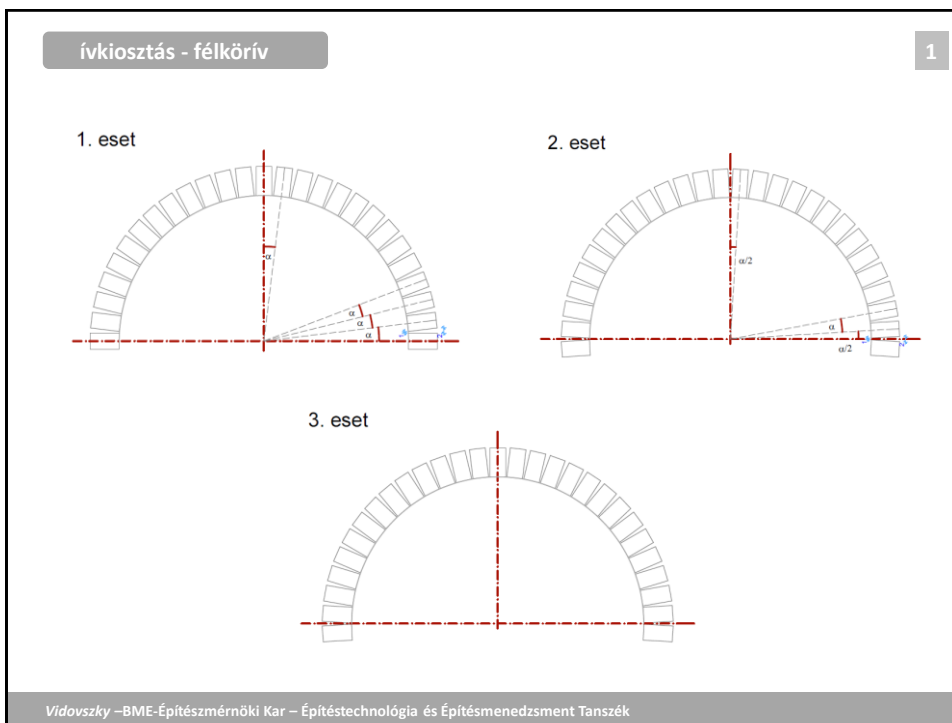 ívkiosztás - félkörív
1
1. eset
2. eset
α
α
α
α
α/2
α
α/2
3. eset
Vidovszky –BME-Építészmérnöki Kar – Építéstechnológia és Építésmenedzsment Tanszék